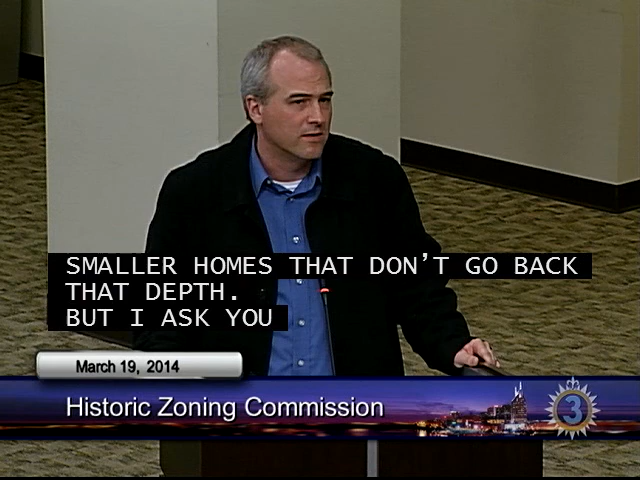 SMALLER HOMES THAT DON'T GO BACK
THAT DEPTH.
BUT I ASK YOU
March 19, 2014
Historic Zoning Commission
3